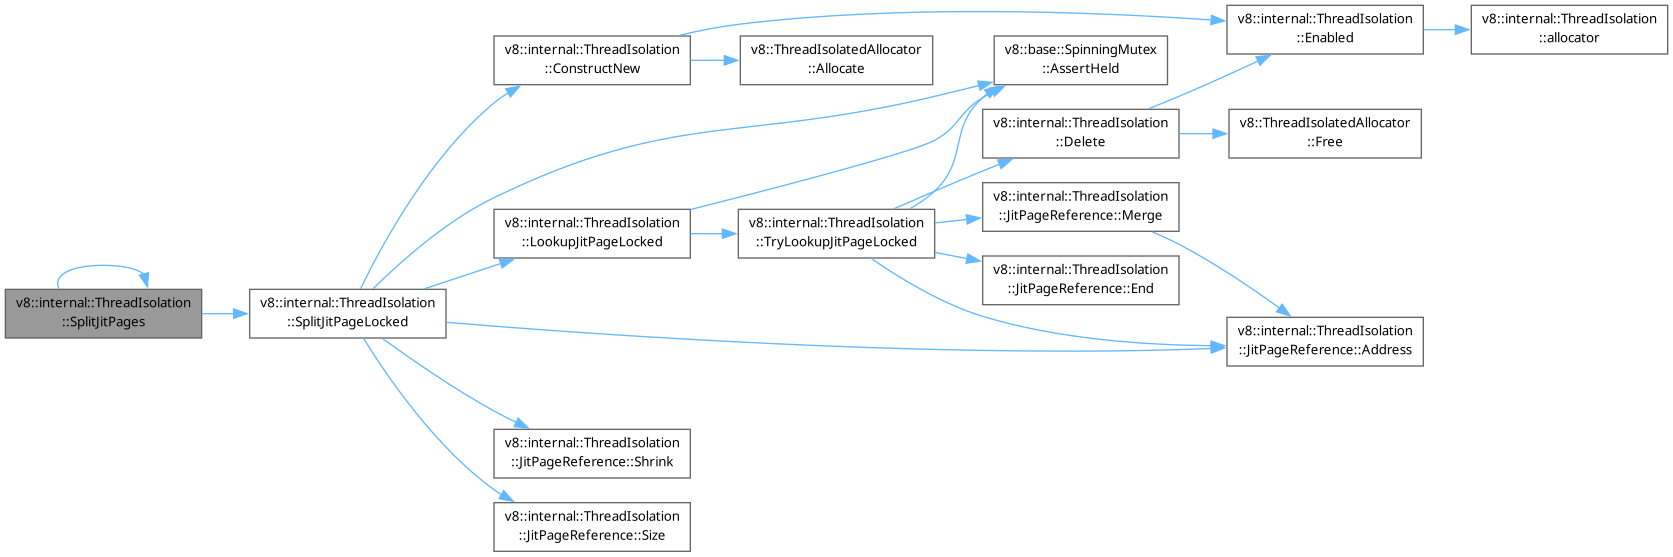 v8::internal::ThreadIsolation
::SplitJitPages
v8::internal::ThreadIsolation
::SplitJitPageLocked
v8::internal::ThreadIsolation
::ConstructNew
v8::ThreadIsolatedAllocator
::Allocate
v8::base::SpinningMutex
::AssertHeld
v8::internal::ThreadIsolation
::Enabled
v8::internal::ThreadIsolation
::allocator
v8::internal::ThreadIsolation
::Delete
v8::ThreadIsolatedAllocator
::Free
v8::internal::ThreadIsolation
::LookupJitPageLocked
v8::internal::ThreadIsolation
::TryLookupJitPageLocked
v8::internal::ThreadIsolation
::JitPageReference::Merge
v8::internal::ThreadIsolation
::JitPageReference::End
v8::internal::ThreadIsolation
::JitPageReference::Address
v8::internal::ThreadIsolation
::JitPageReference::Shrink
v8::internal::ThreadIsolation
::JitPageReference::Size